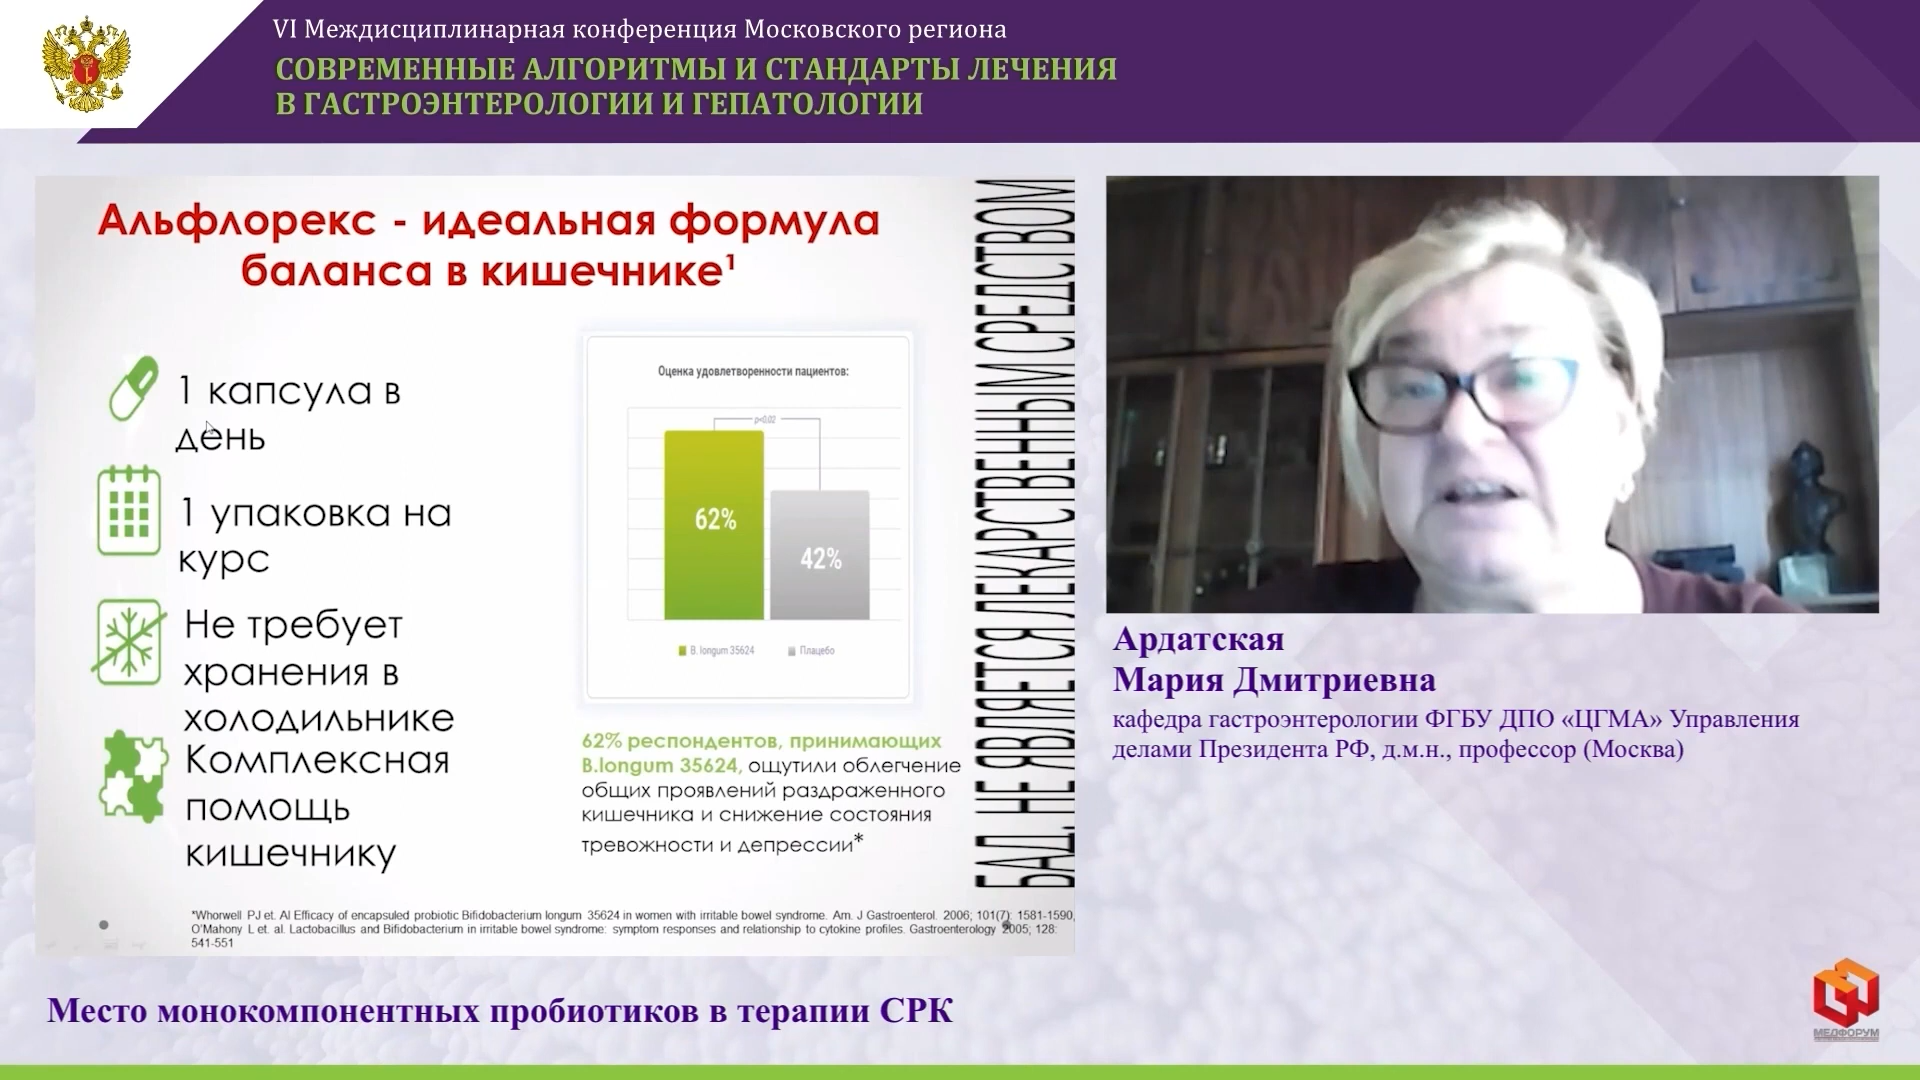 VI Междисциплинарная конференция Московского региона
СОВРЕМЕННЫЕ АЛГОРИТМЫ И СТАНДАРТЫ ЛЕЧЕНИЯ
В ГАСТРОЭНТЕРОЛОГИИ И ГЕПАТОЛОГИИ
Альфлорекс - идеальная формула
баланса в кишечнике¹
1 капсула в
день
1 упаковка на
курс
Не требует
хранения в
холодильнике
Комплексная
помощь
кишечнику
Оценка удовлетворенности пациентов:
p<0,02
62%
42%
B. longum 35624
Плацебо
62% респондентов, принимающих
B.longum 35624, ощутили облегчение
общих проявлений раздраженного
кишечника и снижение состояния
тревожности и депрессии*
БАД. НЕ ЯВЛЯЕТСЯ ЛЕКАРСТВЕННЫМ СРЕДСТВОМ
*Whorwell PJ et. Al Efficacy of encapsuled probiotic Bifidobacterium longum 35624 in women with irritable bowel syndrome. Am. J Gastroenterol. 2006; 101(7): 1581-1590,
O'Mahony L et. al. Lactobacillus and Bifidobacterium in irritable bowel syndrome: symptom responses and relationship to cytokine profiles. Gastroenterology 2005; 128:
541-551
Ардатская
Мария Дмитриевна
кафедра гастроэнтерологии ФГБУ ДПО «ЦГМА» Управления
делами Президента РФ, д.м.н., профессор (Москва)
Место монокомпонентных пробиотиков в терапии СРК
МЕДФОРУМ